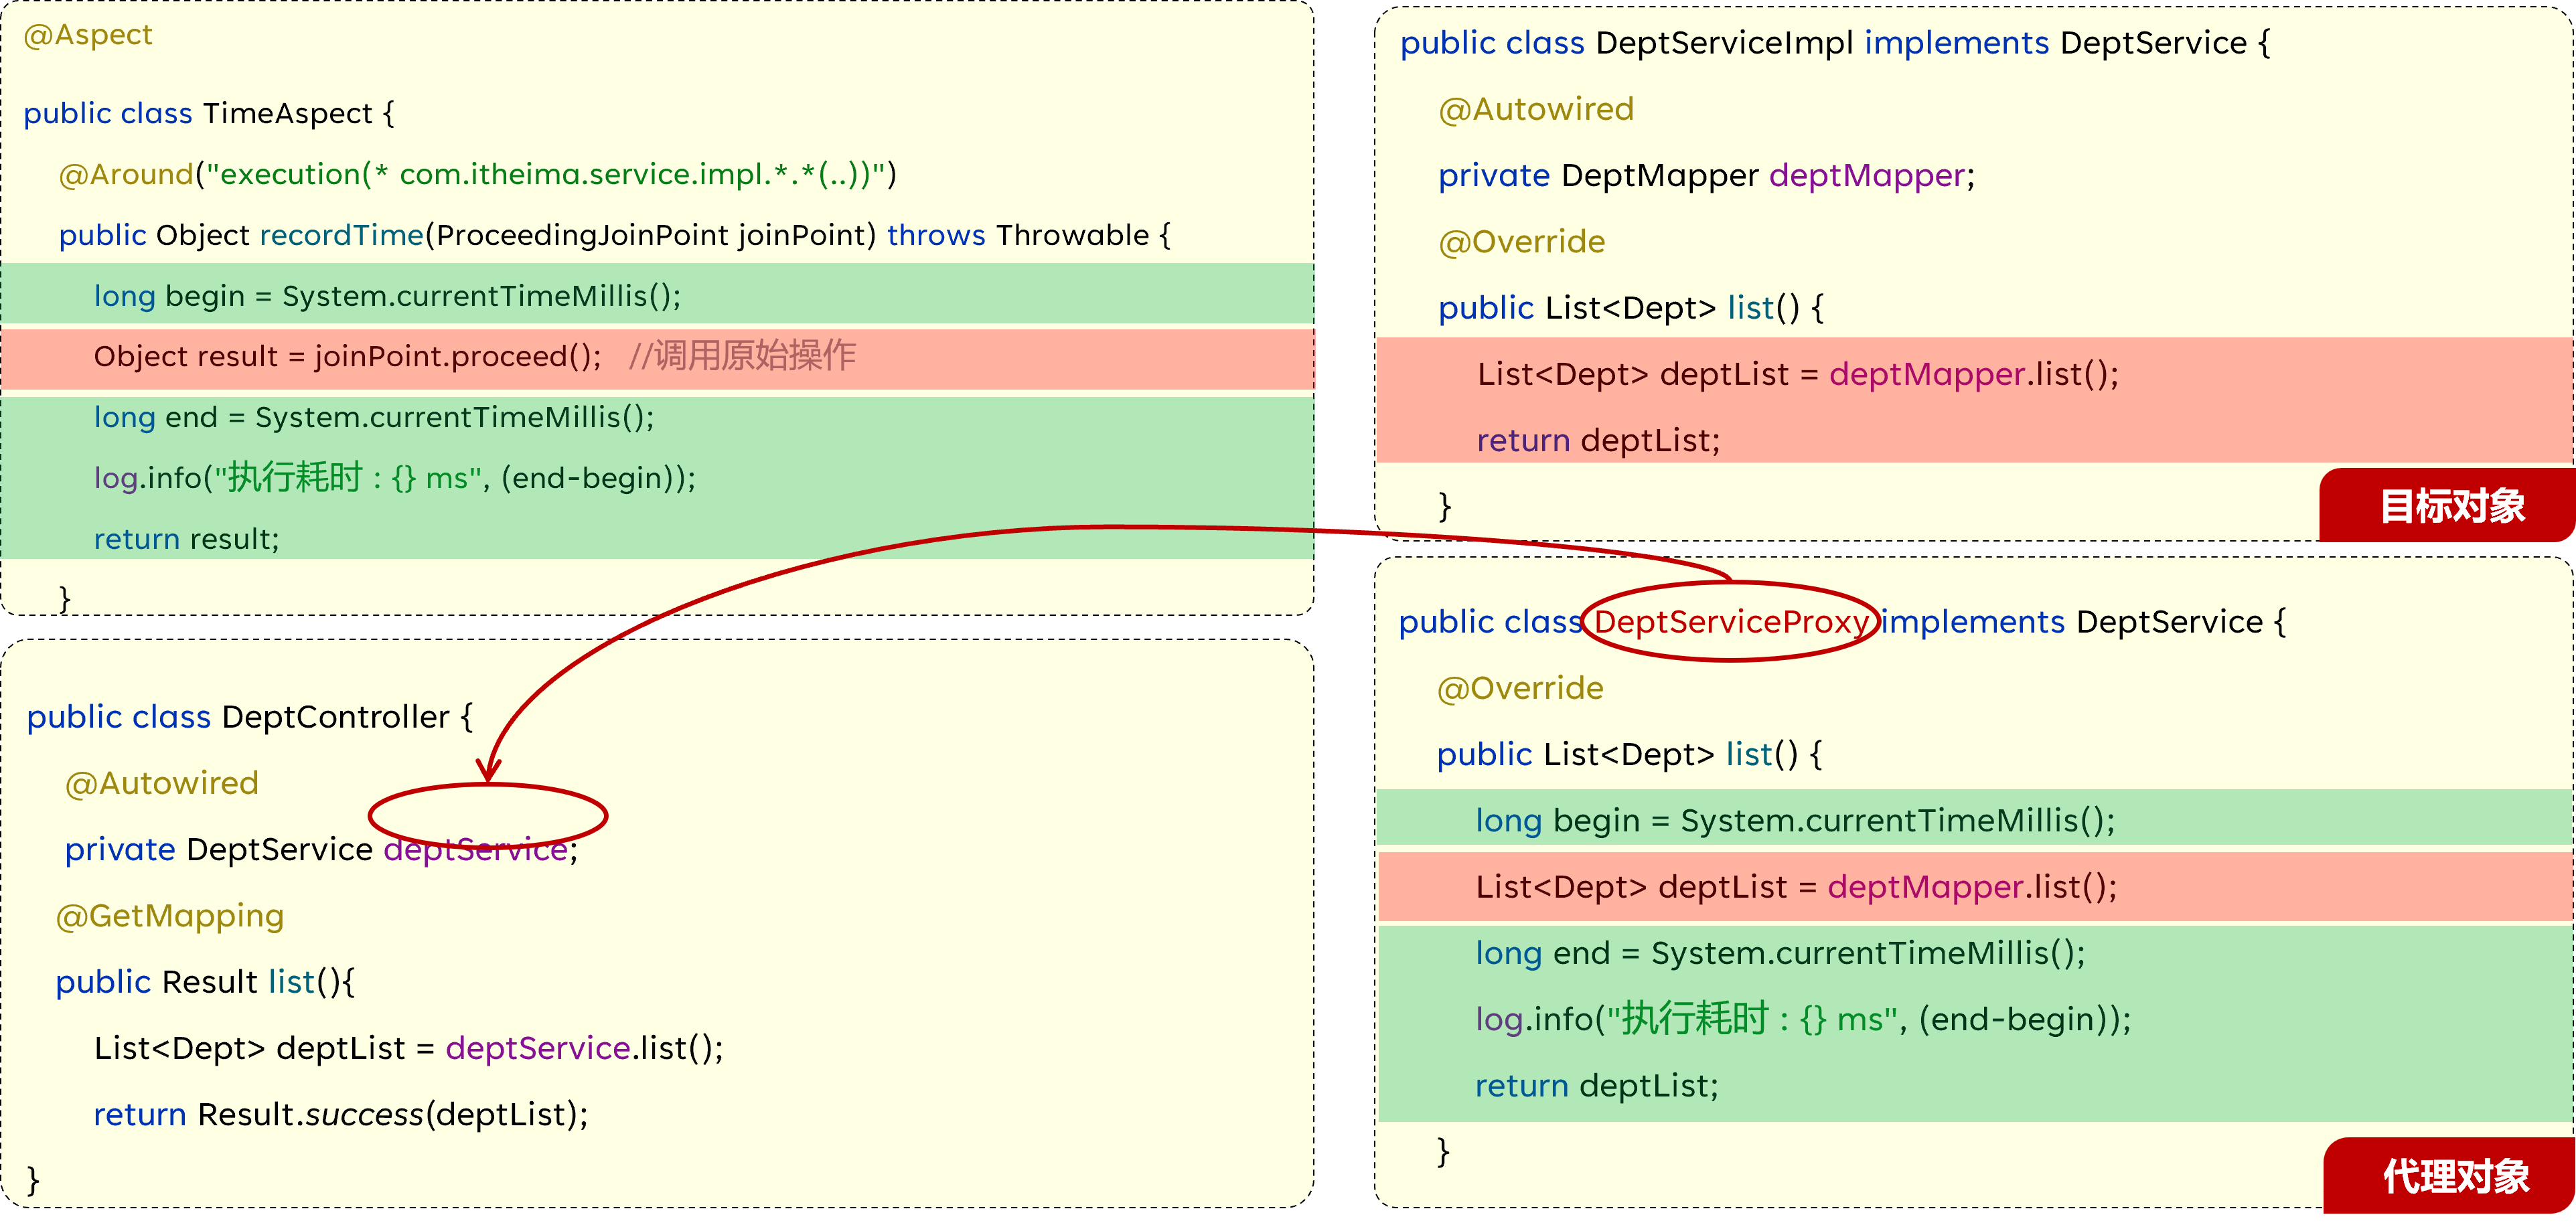 @Aspect
public class TimeAspect {
@Around("execution(* com.itheima.service.impl.*.*(..))")
public Object recordTime(ProceedingJoinPoint joinPoint) throws Throwable {
long begin = System.currentTimeMillis();
Object result = joinPoint.proceed(); //调用原始操作
long end = System.currentTimeMillis();
log.info("执行耗时 : {} ms", (end-begin));
return result;
}
public class DeptController {
@Autowired
private DeptService deptService;
@GetMapping
public Result list(){
List<Dept> deptList = deptService.list();
return Result.success(deptList);
}
public class DeptServiceImpl implements DeptService {
@Autowired
private DeptMapper deptMapper;
@Override
public List<Dept> list() {
List<Dept> deptList = deptMapper.list();
return deptList;
}
目标对象
public class DeptServiceProxy implements DeptService {
@Override
public List<Dept> list() {
long begin = System.currentTimeMillis();
List<Dept> deptList = deptMapper.list();
long end = System.currentTimeMillis();
log.info("执行耗时 : {} ms", (end-begin));
return deptList;
}
代理对象